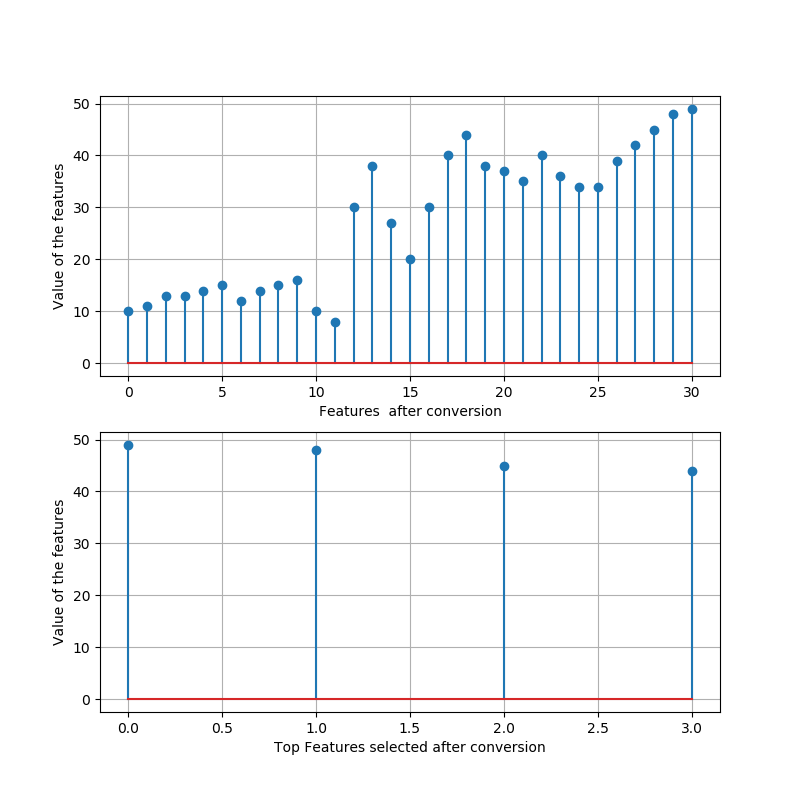 50
40
30
20
10
0
Value of the features
0 5 10 15 20 25 30
Features  after conversion
50
40
30
20
10
0
Value of the features
0.0 0.5 1.0 1.5 2.0 2.5 3.0
Top Features selected after conversion